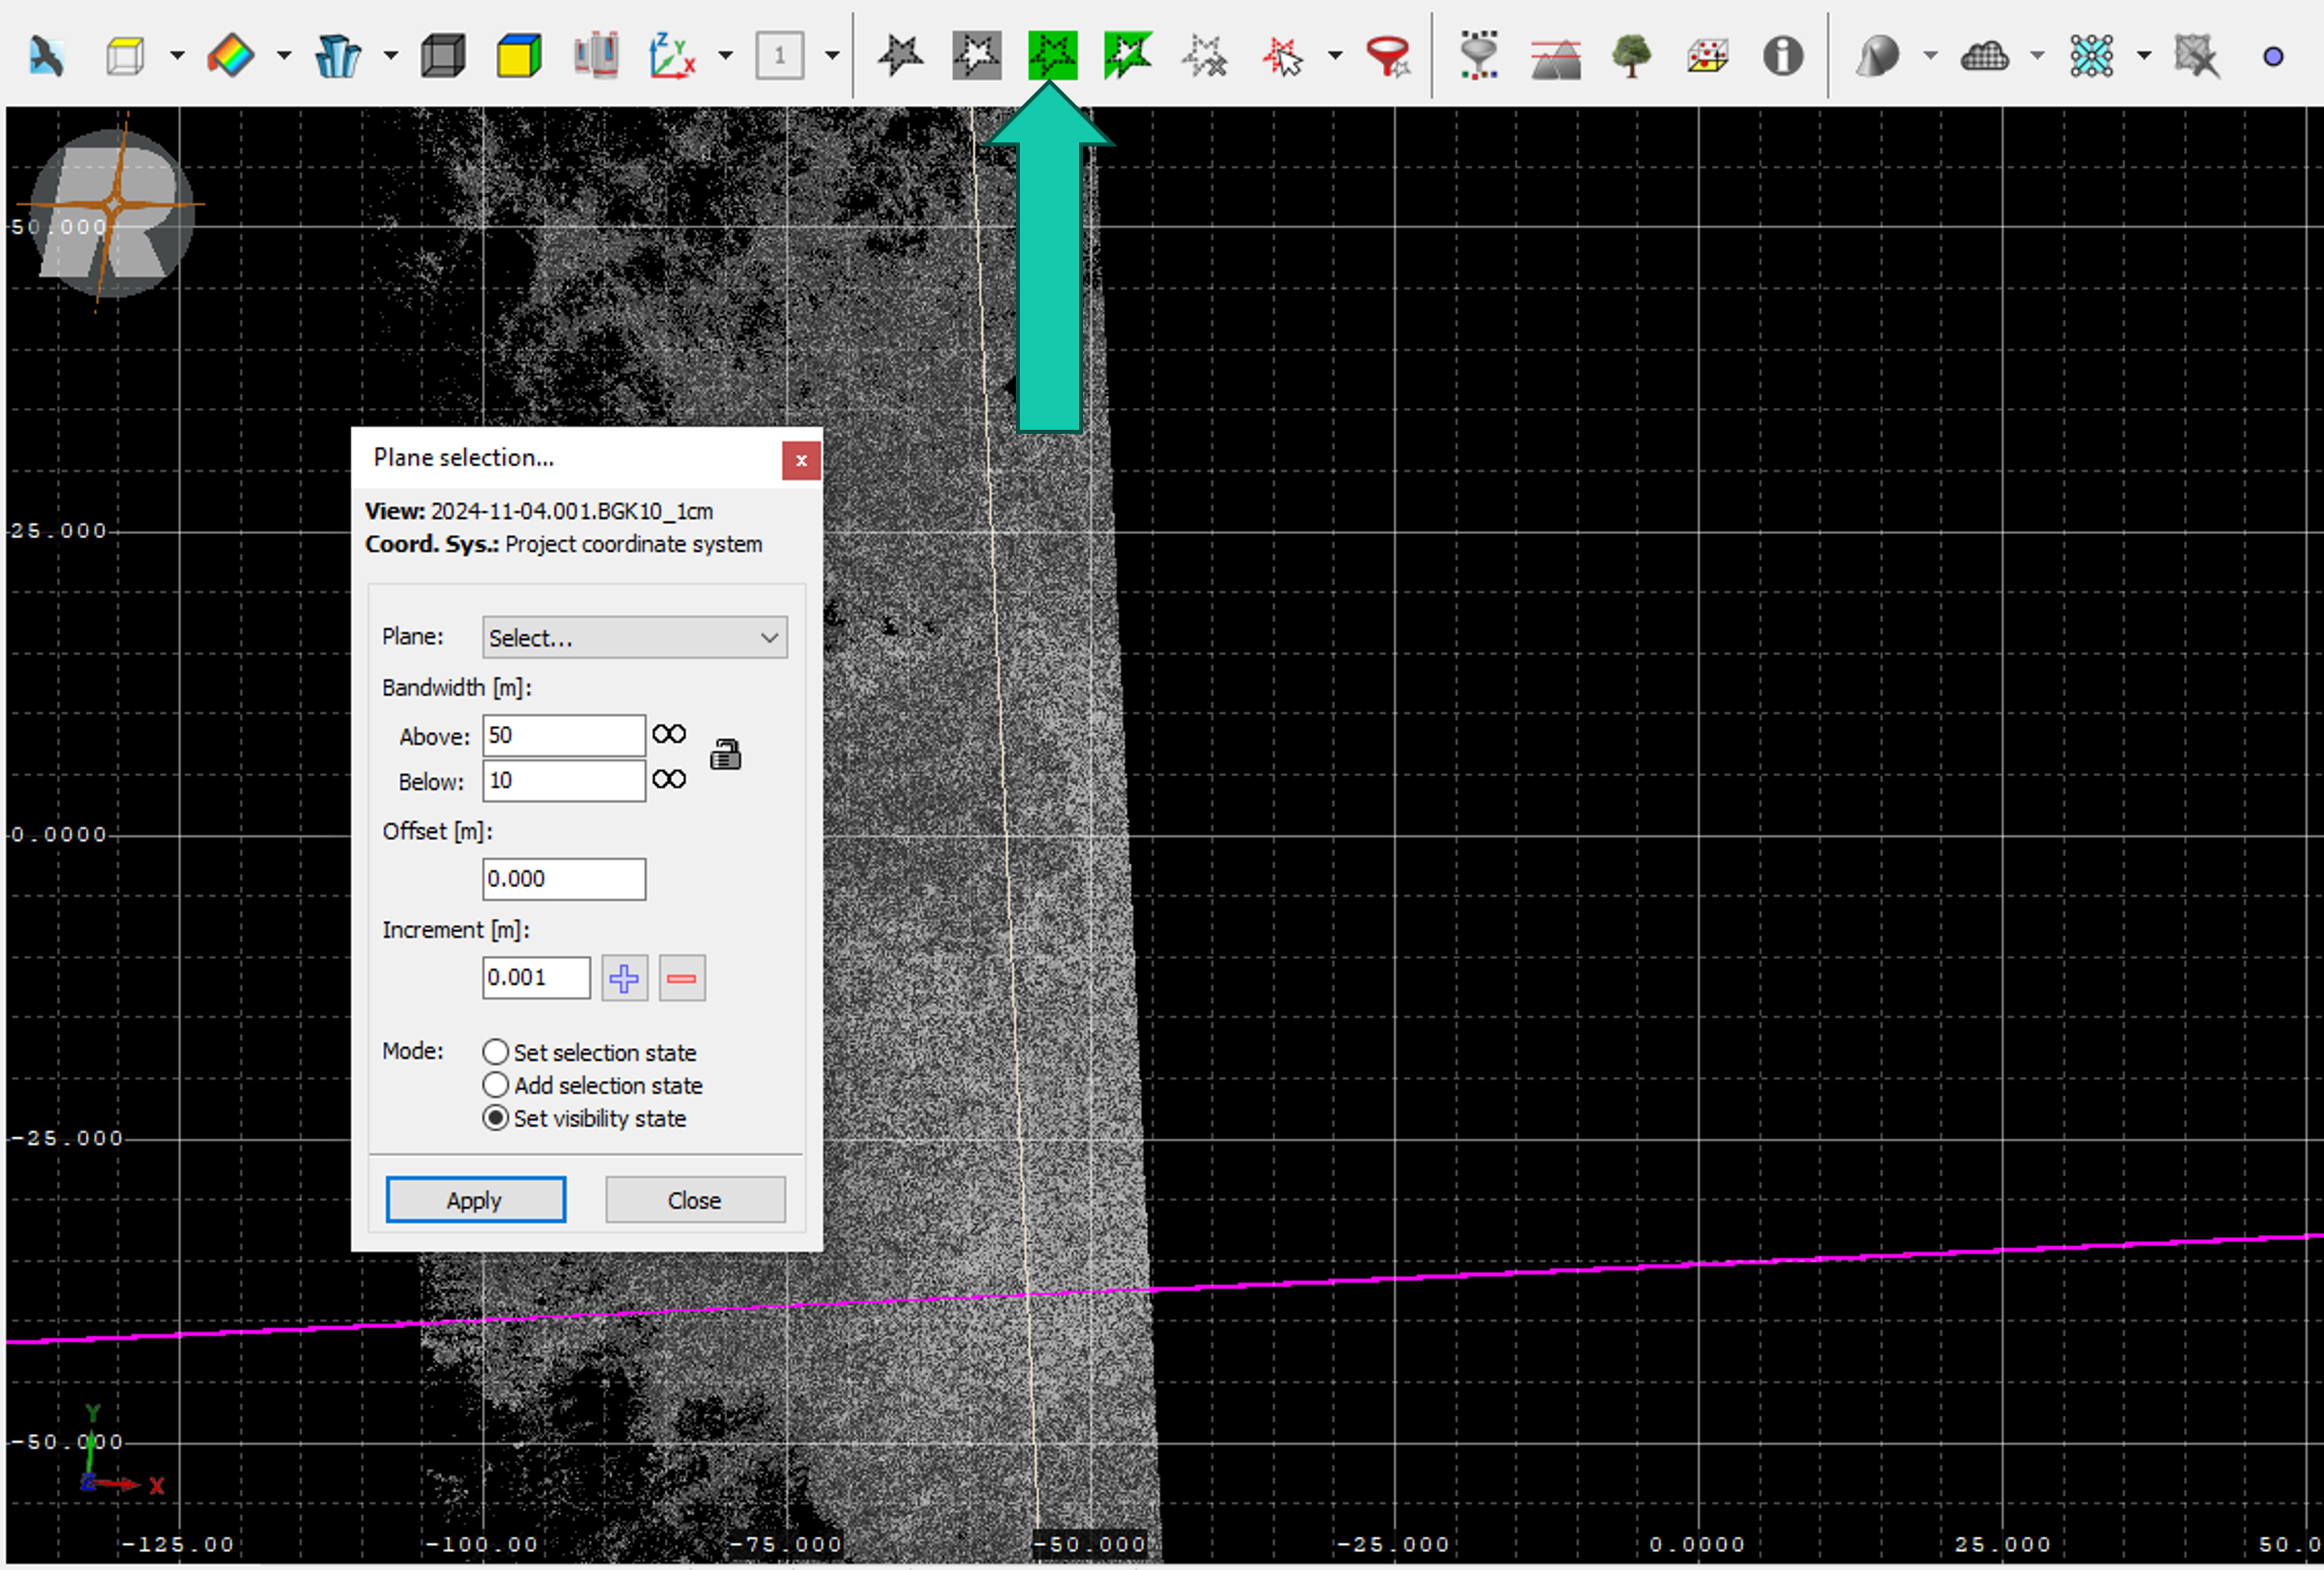 1
Z
Y
X
R
50.000
25.000
0.0000
-25.000
-50.000
Plane selection...
x
View: 2024-11-04.001.BGK10_1cm
Coord. Sys.: Project coordinate system
Plane: Select...
Bandwidth [m]:
Above: 50 ∞
Below: 10 ∞
Offset [m]:
0.000
Increment [m]:
0.001
Mode: Set selection state
Add selection state
Set visibility state
Apply Close
Y
Z X
-125.00 -100.00 -75.000 -50.000 -25.000 0.0000 25.000 50.0